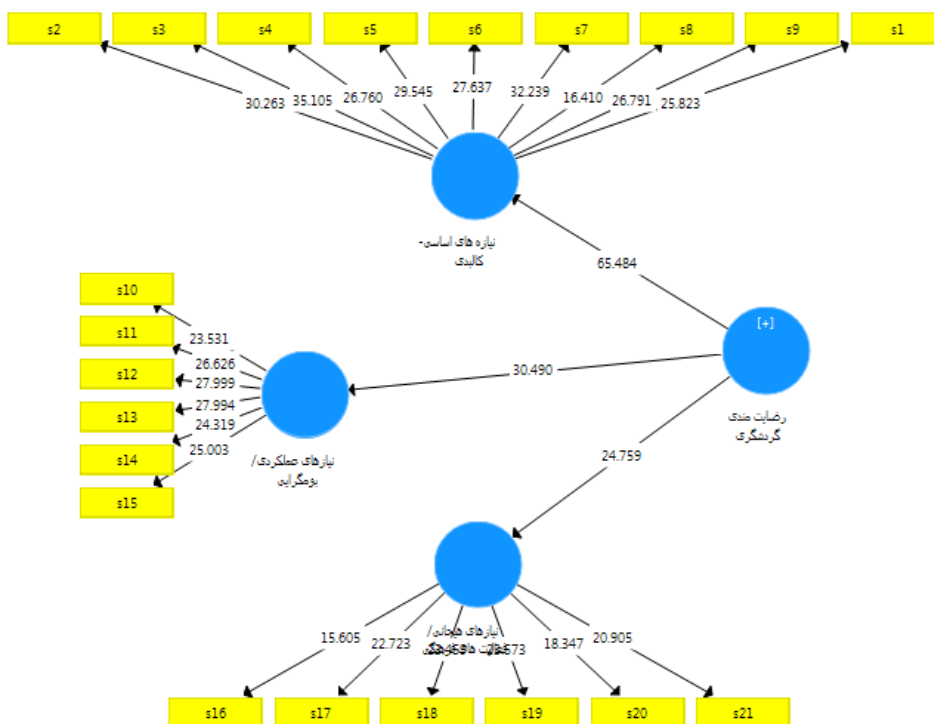 s2 s3 s4 s5 s6 s7 s8 s9 s1
30.263 35.105 26.760 29.545 27.637 32.239 16.410 26.791 25.823
نیازه های اساسی-
کالبدی
65.484
s10
s11
s12
s13
s14
s15
23.531
26.626
27.999
27.994
24.319
25.003
30.490
[+]
رضایت مندی
گردشگری
نیازهای عملکردی/
بومگرایی
24.759
نیازهای هیجانی/
های
15.605 22.723 18.347 20.905
s16 s17 s18 s19 s20 s21